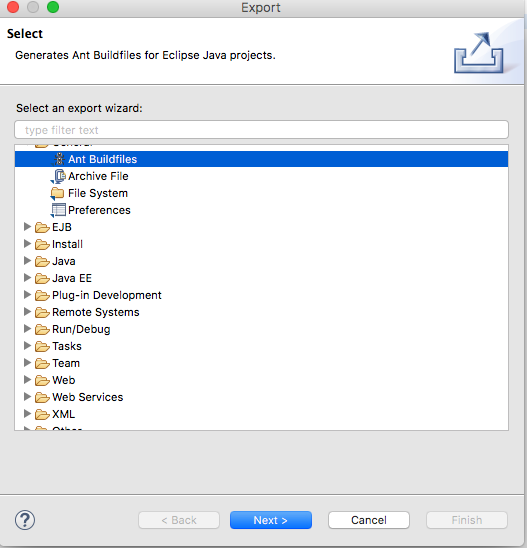 Export
Select
Generates Ant Buildfiles for Eclipse Java projects.
Select an export wizard:
type filter text
General
Ant Buildfiles
Archive File
File System
Preferences
EJB
Install
Java
Java EE
Plug-in Development
Remote Systems
Run/Debug
Tasks
Team
Web
Web Services
XML
Other
?
< Back
Next >
Cancel
Finish